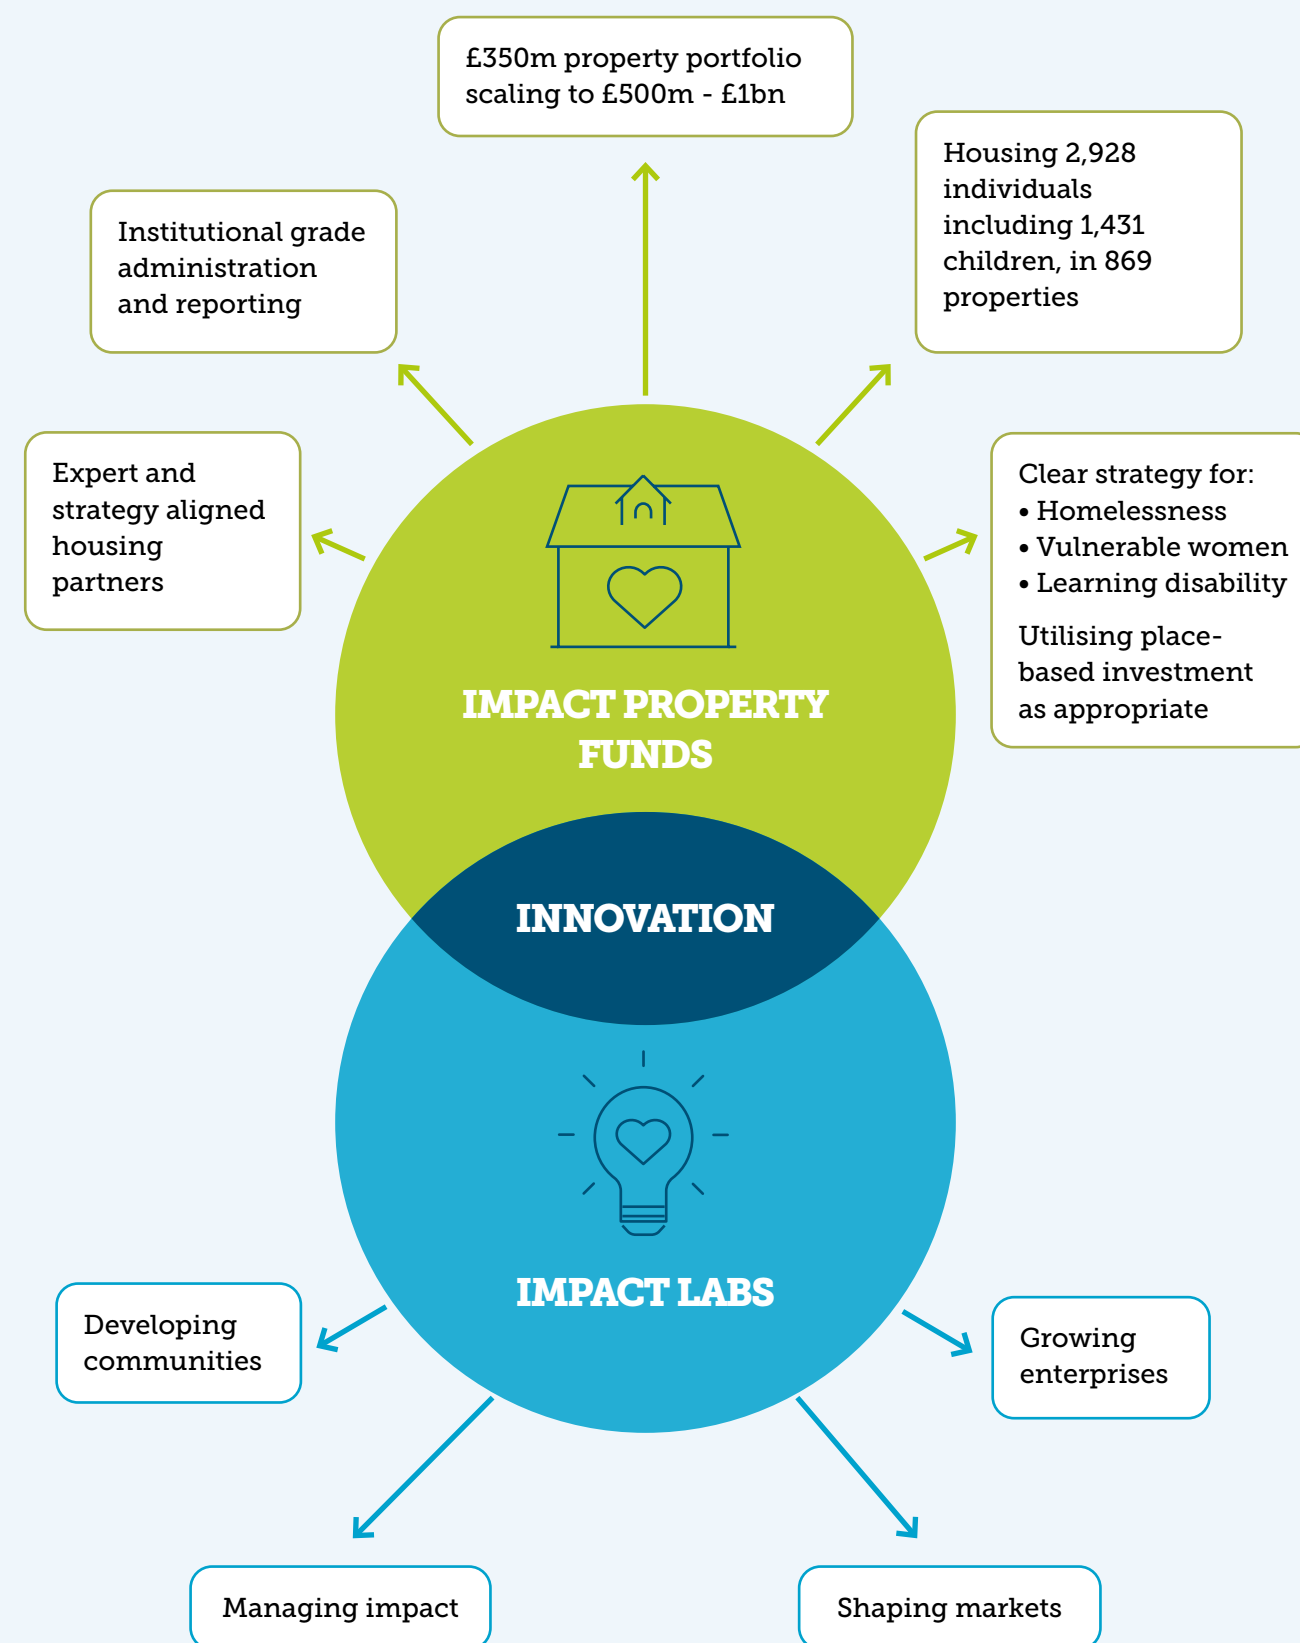 £350m property portfolio
scaling to £500m - £1bn
Institutional grade
administration
and reporting
Housing 2,928
individuals
including 1,431
children, in 869
properties
Expert and
strategy aligned
housing
partners
Clear strategy for:
• Homelessness
• Vulnerable women
• Learning disability
Utilising place-
based investment
as appropriate
IMPACT PROPERTY
FUNDS
INNOVATION
IMPACT LABS
Developing
communities
Growing
enterprises
Managing impact
Shaping markets